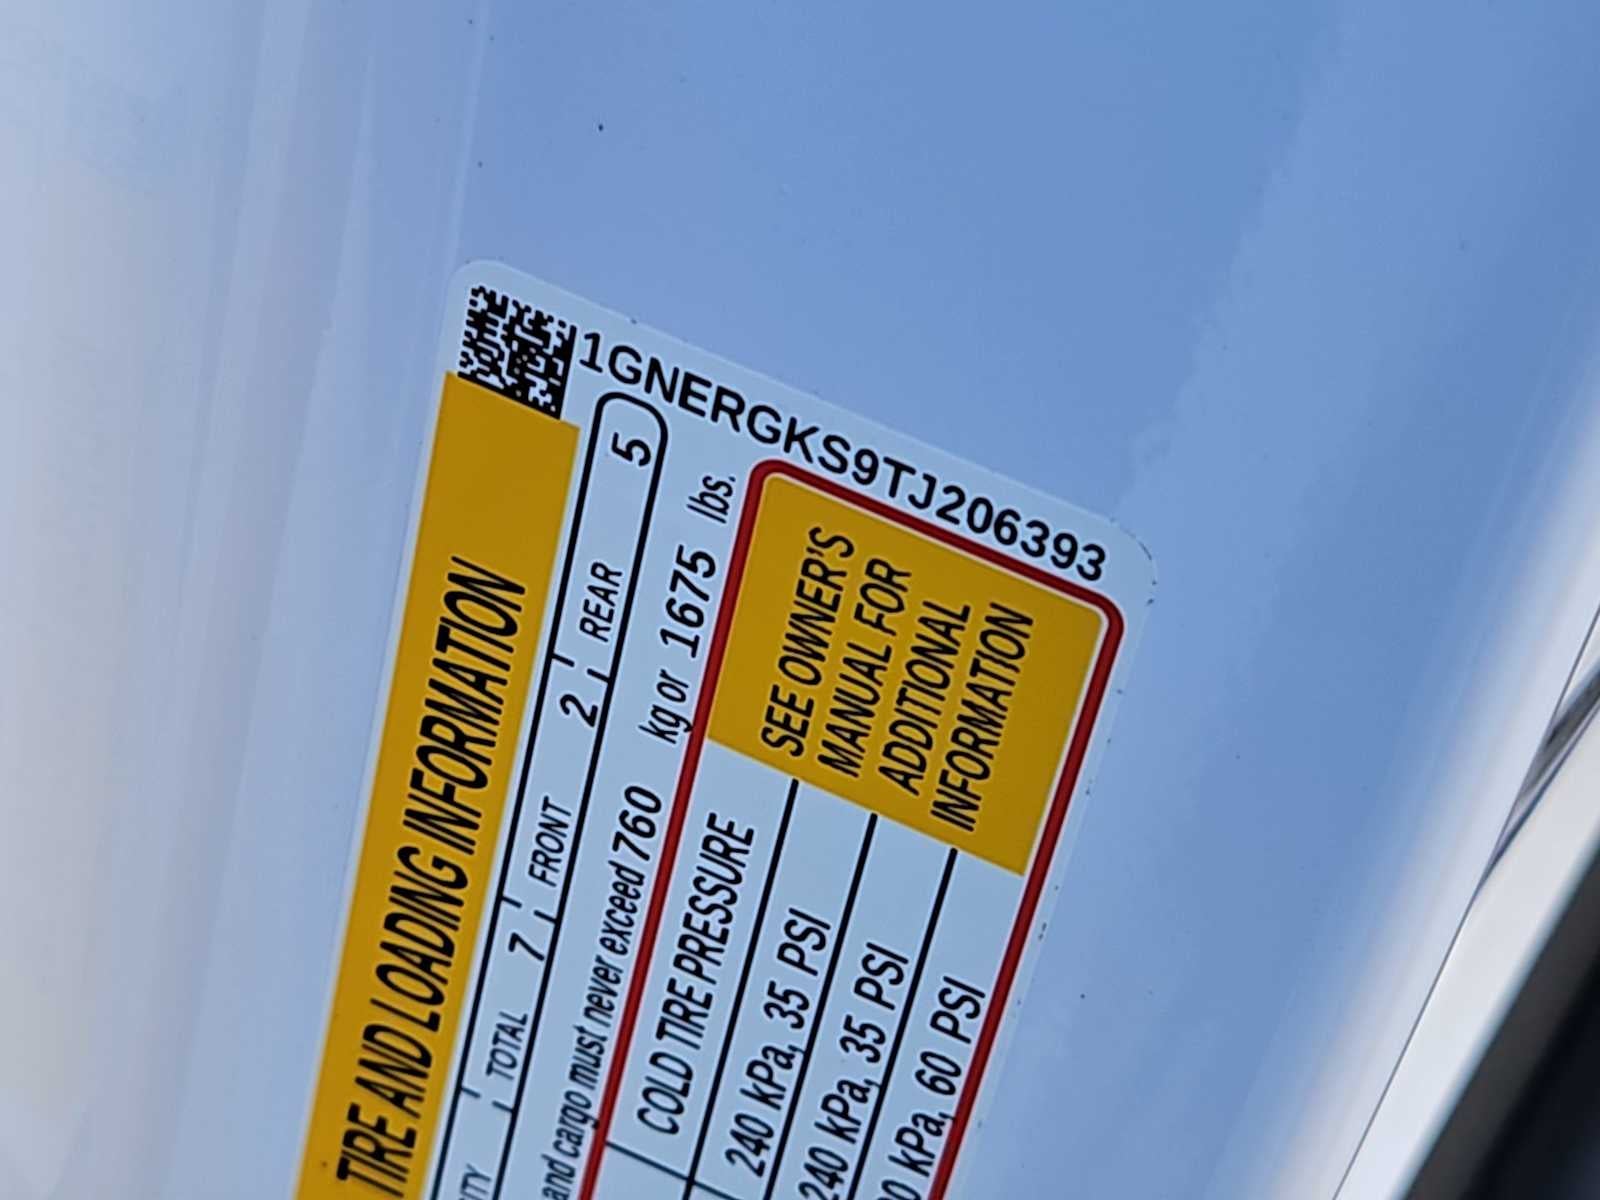 1GNERGKS9TJ206393
TIRE AND LOADING INFORMATION
TOTAL 7 FRONT 2 REAR 5
and cargo must never exceed 760 kg or 1675 lbs.
COLD TIRE PRESSURE
240 kPa, 35 PSI
240 kPa, 35 PSI
kPa, 60 PSI
SEE OWNER'S
MANUAL FOR
ADDITIONAL
INFORMATION